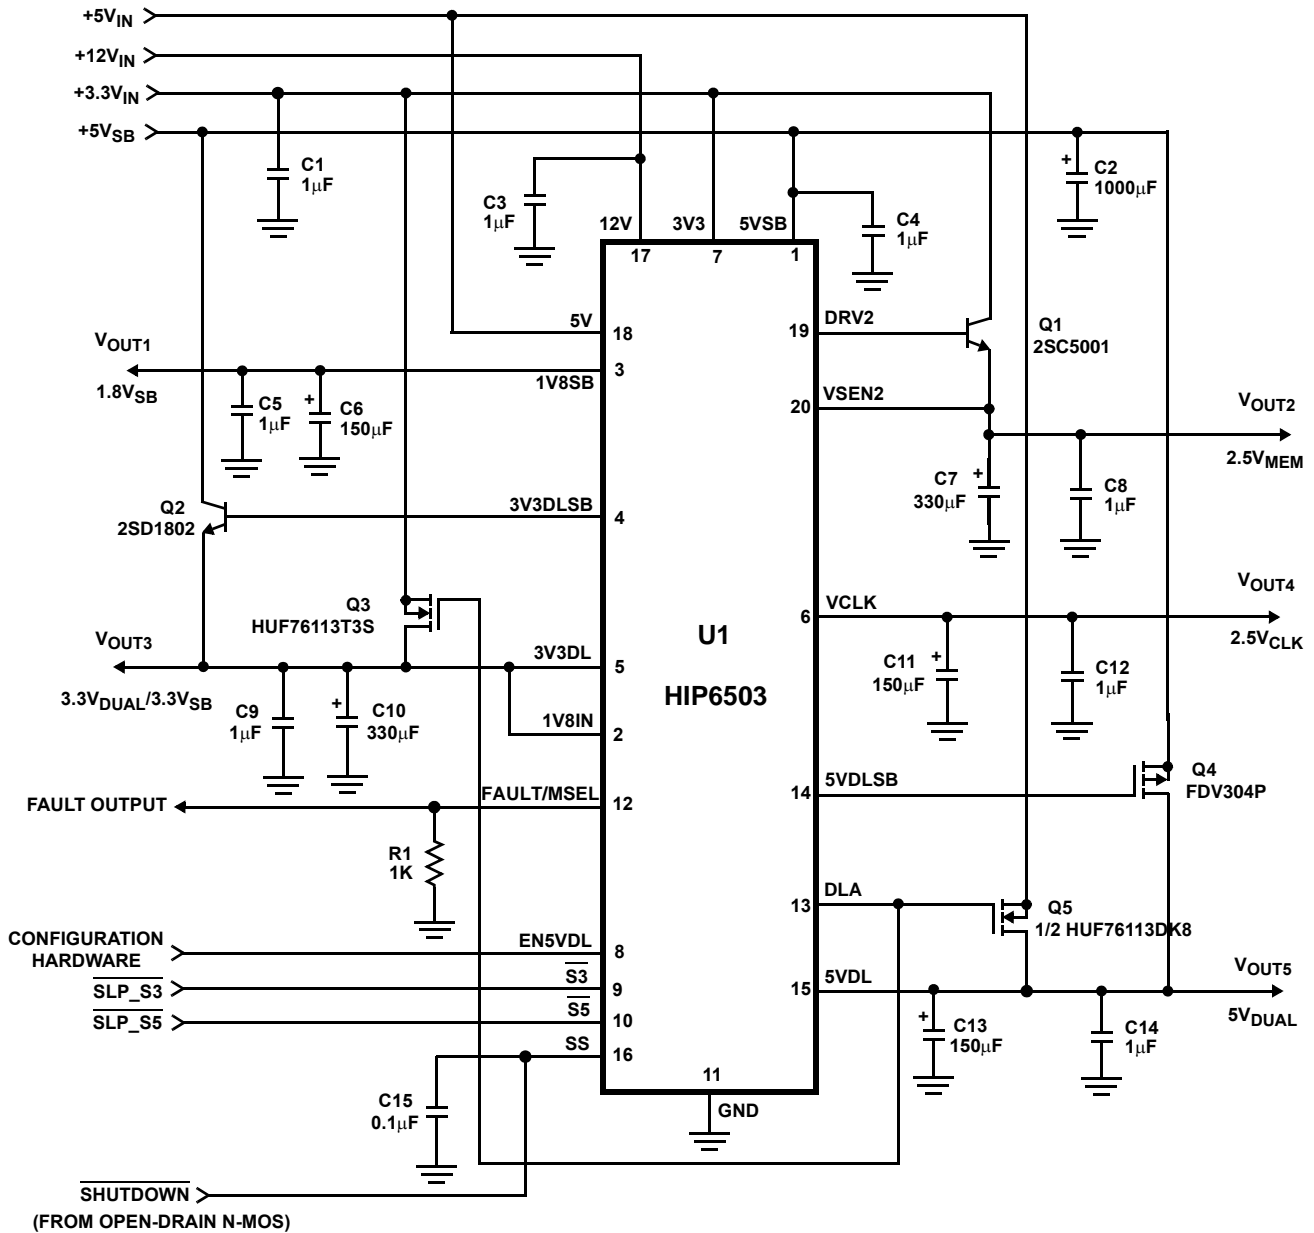 +5VIN
+12VIN
+3.3VIN
+5VSB
C1
1µF
C3
1µF
12V
3V3
5VSB
17
7
1
C4
1µF
C2
1000µF
5V
18
19
DRV2
Q1
2SC5001
VOUT1
1.8VSB
3
1V8SB
C5
1µF
C6
150µF
20
VSEN2
VOUT2
2.5VMEM
C7
330µF
C8
1µF
Q2
2SD1802
3V3DLSB
4
Q3
HUF76113T3S
U1
HIP6503
6
VCLK
VOUT4
2.5VCLK
C11
150µF
C12
1µF
VOUT3
3.3VDUAL/3.3VSB
3V3DL
5
C9
1µF
C10
330µF
1V8IN
2
14
5VDLSB
Q4
FDV304P
FAULT OUTPUT
FAULT/MSEL
12
R1
1K
13
DLA
Q5
1/2 HUF76113DK8
CONFIGURATION
HARDWARE
EN5VDL
8
SLP_S3
S3
9
SLP_S5
S5
10
SS
16
15
5VDL
VOUT5
5VDUAL
C13
150µF
C14
1µF
11
GND
C15
0.1µF
SHUTDOWN
(FROM OPEN-DRAIN N-MOS)